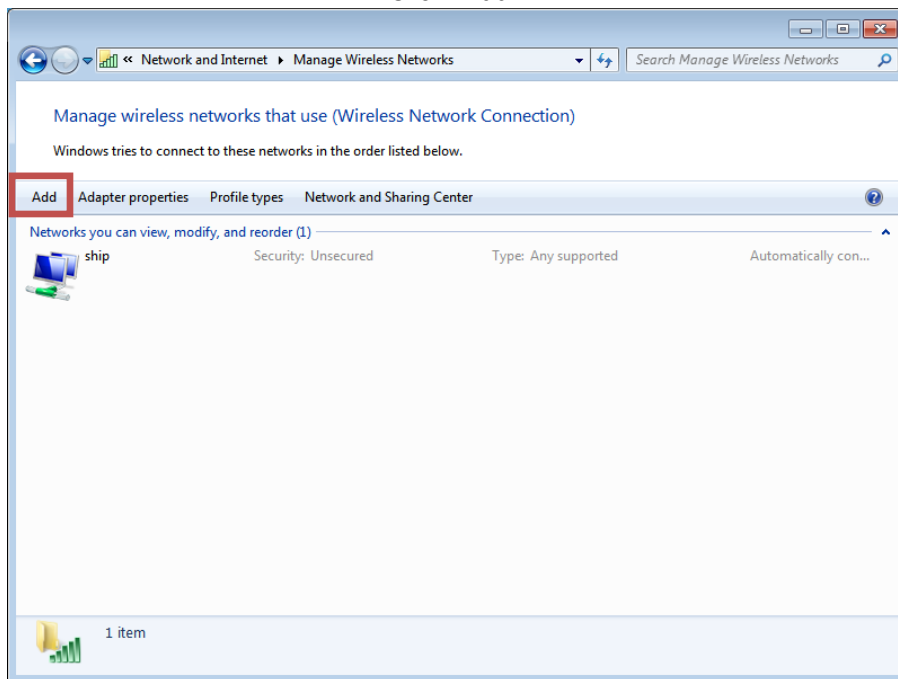 « Network and Internet ▸ Manage Wireless Networks Search Manage Wireless Networks
Manage wireless networks that use (Wireless Network Connection)
Windows tries to connect to these networks in the order listed below.
Add Adapter properties Profile types Network and Sharing Center
Networks you can view, modify, and reorder (1)
ship Security: Unsecured Type: Any supported Automatically con...
1 item